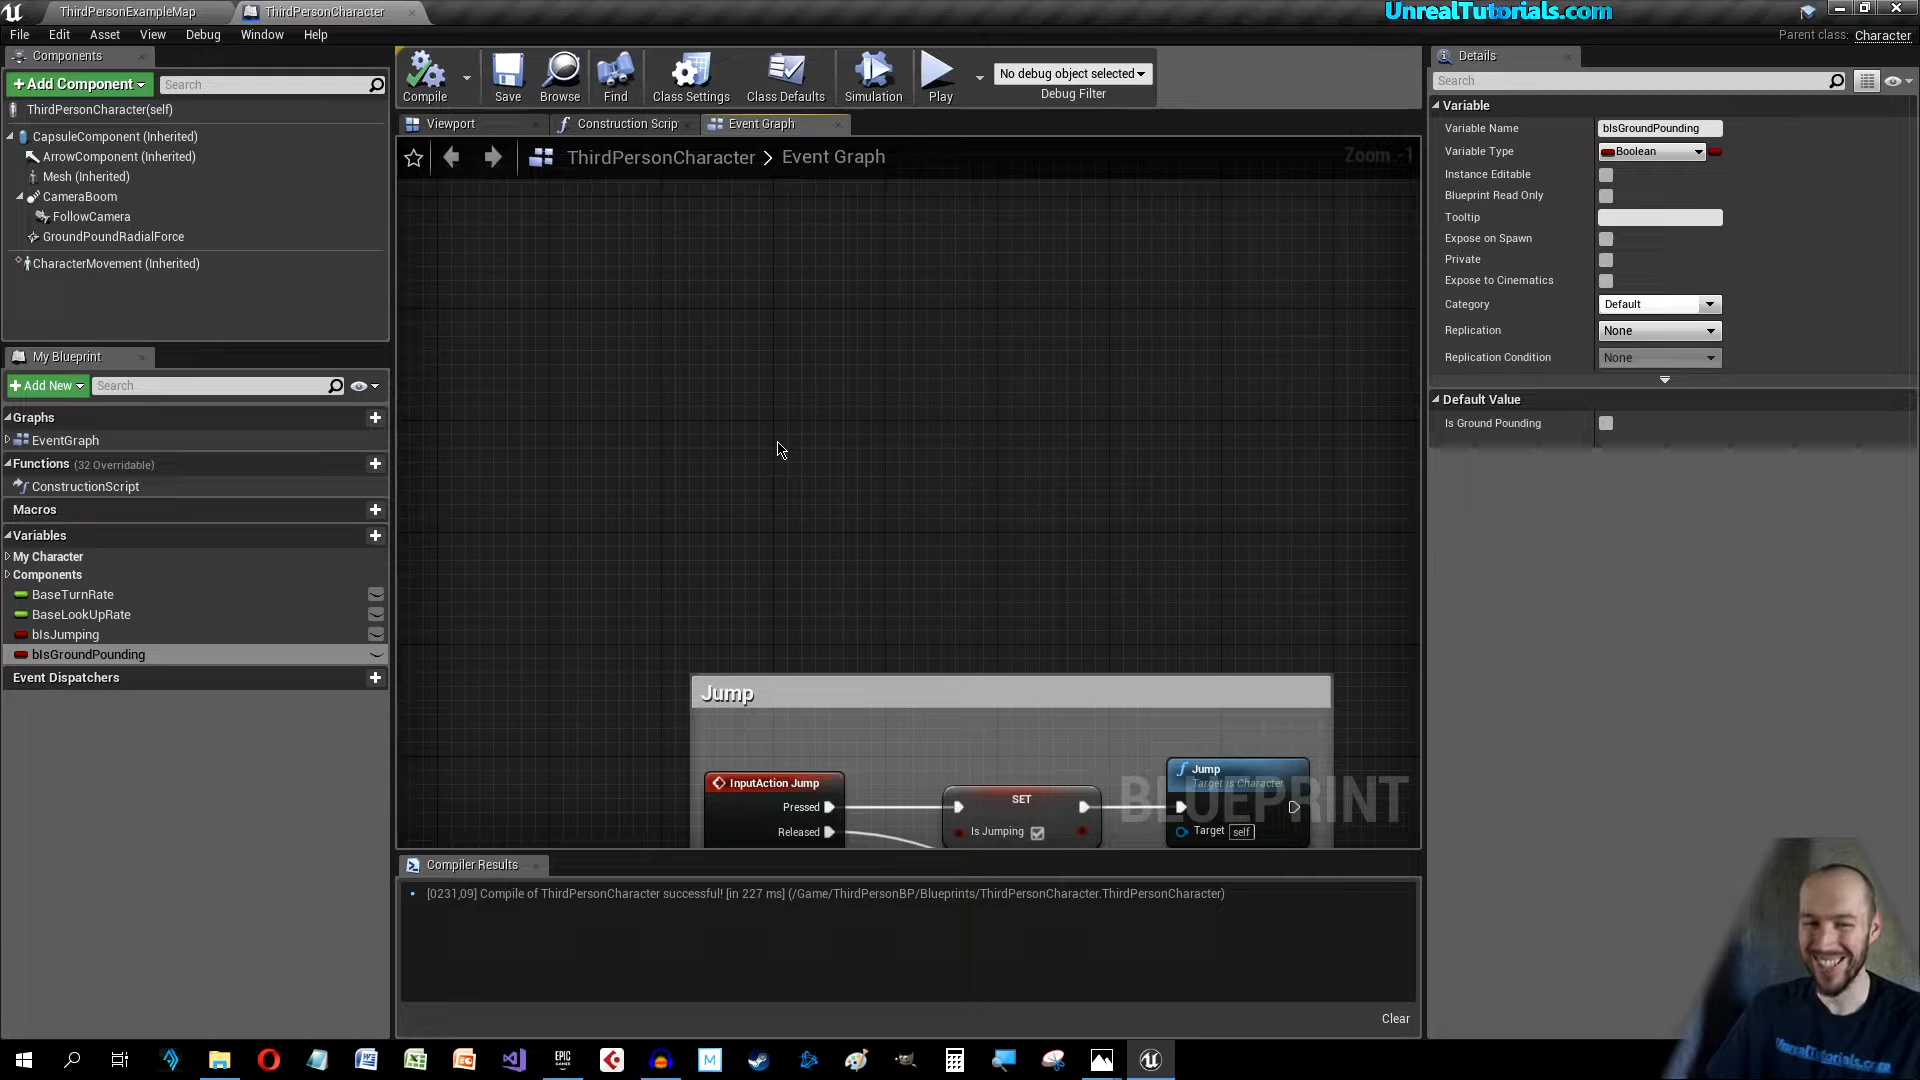 ThirdPersonExampleMap
ThirdPersonCharacter
UnrealTutorials.com
File Edit Asset View Debug Window Help
Parent class: Character
Components
+ Add Component
Search
ThirdPersonCharacter(self)
CapsuleComponent (Inherited)
ArrowComponent (Inherited)
Mesh (Inherited)
CameraBoom
FollowCamera
GroundPoundRadialForce
CharacterMovement (Inherited)
My Blueprint
+ Add New
Search
Graphs
EventGraph
Functions (32 Overridable)
ConstructionScript
Macros
Variables
My Character
Components
BaseTurnRate
BaseLookUpRate
bIsJumping
bIsGroundPounding
Event Dispatchers
Compile
Save
Browse
Find
Class Settings
Class Defaults
Simulation
Play
No debug object selected
Debug Filter
Viewport
Construction Scrip
Event Graph
ThirdPersonCharacter > Event Graph
Zoom -1
Jump
InputAction Jump
Pressed
Released
SET
Is Jumping
Jump
Target is Character
Target self
BLUEPRINT
Compiler Results
[0231,09] Compile of ThirdPersonCharacter successful! [in 227 ms] (/Game/ThirdPersonBP/Blueprints/ThirdPersonCharacter.ThirdPersonCharacter)
Clear
Details
Search
Variable
Variable Name bIsGroundPounding
Variable Type Boolean
Instance Editable
Blueprint Read Only
Tooltip
Expose on Spawn
Private
Expose to Cinematics
Category Default
Replication None
Replication Condition None
Default Value
Is Ground Pounding
EPIC GAMES
UnrealTutorials.com